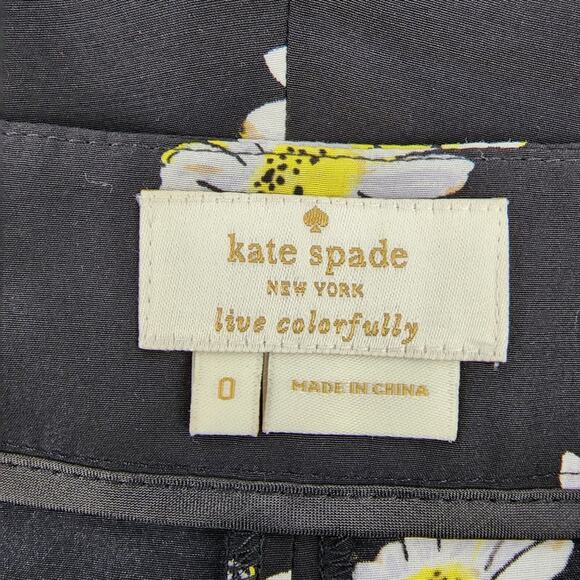 kate spade
NEW YORK
live colorfully
0
MADE IN CHINA